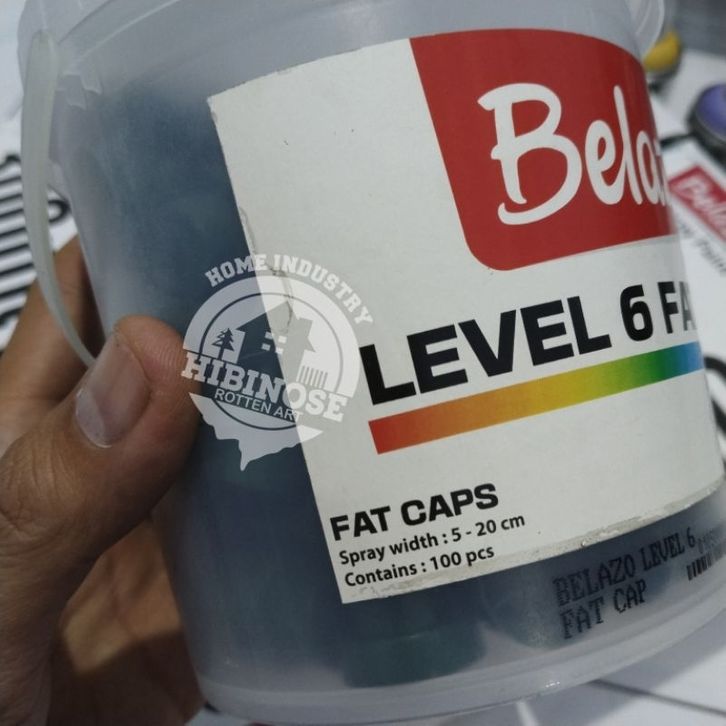 Bela
LEVEL 6 FA
FAT CAPS
Spray width : 5 - 20 cm
Contains : 100 pcs
BELAZO LEVEL 6
FAT CAP
HOME INDUSTRY
HIBINOSE
ROTTEN ART